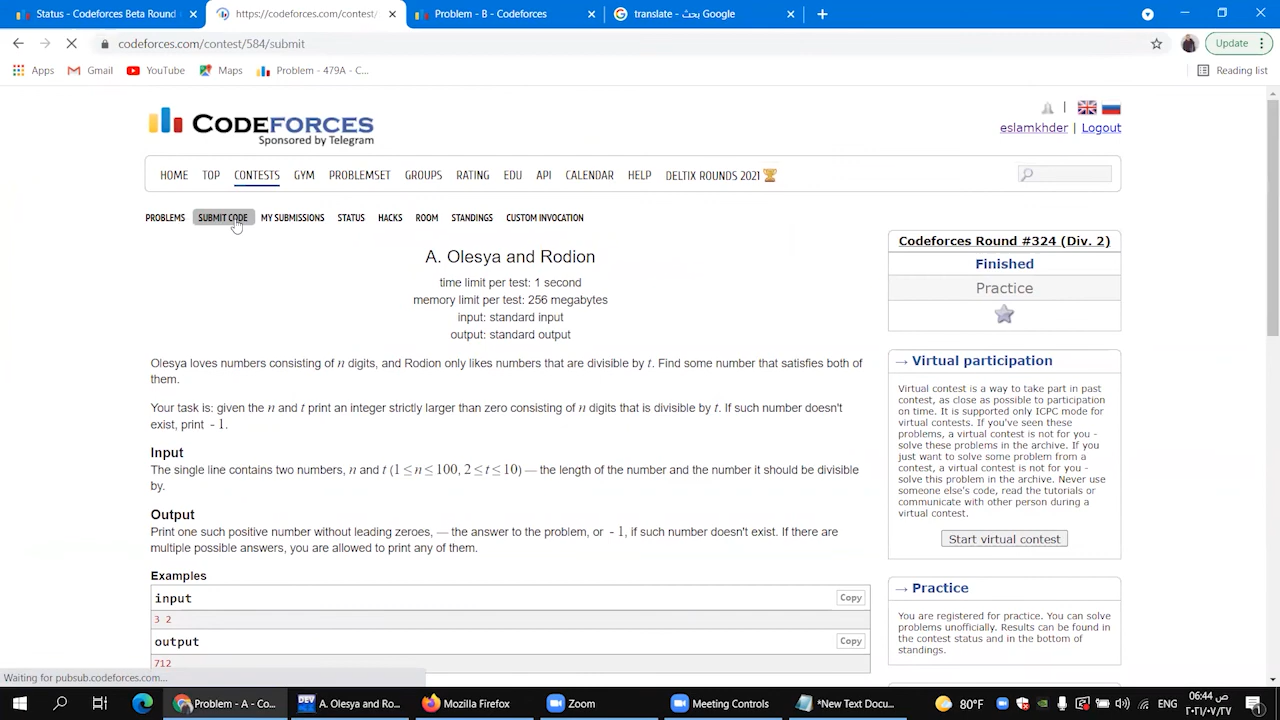 Status - Codeforces Beta Round
https://codeforces.com/contest/
Problem - B - Codeforces
translate - بحث Google
codeforces.com/contest/584/submit
Update
Apps
Gmail
YouTube
Maps
Problem - 479A - C...
Reading list
CODEFORCES
Sponsored by Telegram
eslamkhder | Logout
HOME TOP CONTESTS GYM PROBLEMSET GROUPS RATING EDU API CALENDAR HELP DELTIX ROUNDS 2021
PROBLEMS SUBMIT CODE MY SUBMISSIONS STATUS HACKS ROOM STANDINGS CUSTOM INVOCATION
A. Olesya and Rodion
time limit per test: 1 second
memory limit per test: 256 megabytes
input: standard input
output: standard output
Olesya loves numbers consisting of n digits, and Rodion only likes numbers that are divisible by t. Find some number that satisfies both of
them.
Your task is: given the n and t print an integer strictly larger than zero consisting of n digits that is divisible by t. If such number doesn't
exist, print - 1.
Input
The single line contains two numbers, n and t (1 ≤ n ≤ 100, 2 ≤ t ≤ 10) — the length of the number and the number it should be divisible
by.
Output
Print one such positive number without leading zeroes, — the answer to the problem, or - 1, if such number doesn't exist. If there are
multiple possible answers, you are allowed to print any of them.
Examples
input
Copy
3 2
output
Copy
712
Codeforces Round #324 (Div. 2)
Finished
Practice
→ Virtual participation
Virtual contest is a way to take part in past
contest, as close as possible to participation
on time. It is supported only ICPC mode for
virtual contests. If you've seen these
problems, a virtual contest is not for you -
solve these problems in the archive. If you
just want to solve some problem from a
contest, a virtual contest is not for you -
solve this problem in the archive. Never use
someone else's code, read the tutorials or
communicate with other person during a
virtual contest.
Start virtual contest
→ Practice
You are registered for practice. You can solve
problems unofficially. Results can be found in
the contest status and in the bottom of
standings.
Waiting for pubsub.codeforces.com...
Problem - A - Co...
DEV
A. Olesya and Ro...
Mozilla Firefox
Zoom
Meeting Controls
*New Text Docu...
80°F
ENG
06:44 ص